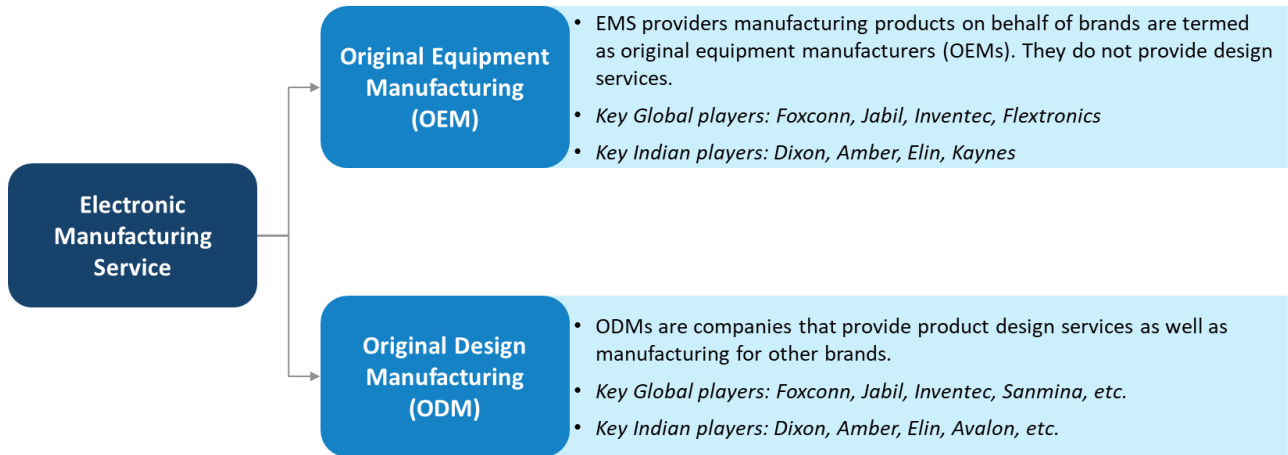 Electronic
Manufacturing
Service
Original Equipment
Manufacturing
(OEM)
• EMS providers manufacturing products on behalf of brands are termed
as original equipment manufacturers (OEMs). They do not provide design
services.
• Key Global players: Foxconn, Jabil, Inventec, Flextronics
• Key Indian players: Dixon, Amber, Elin, Kaynes
Original Design
Manufacturing
(ODM)
• ODMs are companies that provide product design services as well as
manufacturing for other brands.
• Key Global players: Foxconn, Jabil, Inventec, Sanmina, etc.
• Key Indian players: Dixon, Amber, Elin, Avalon, etc.